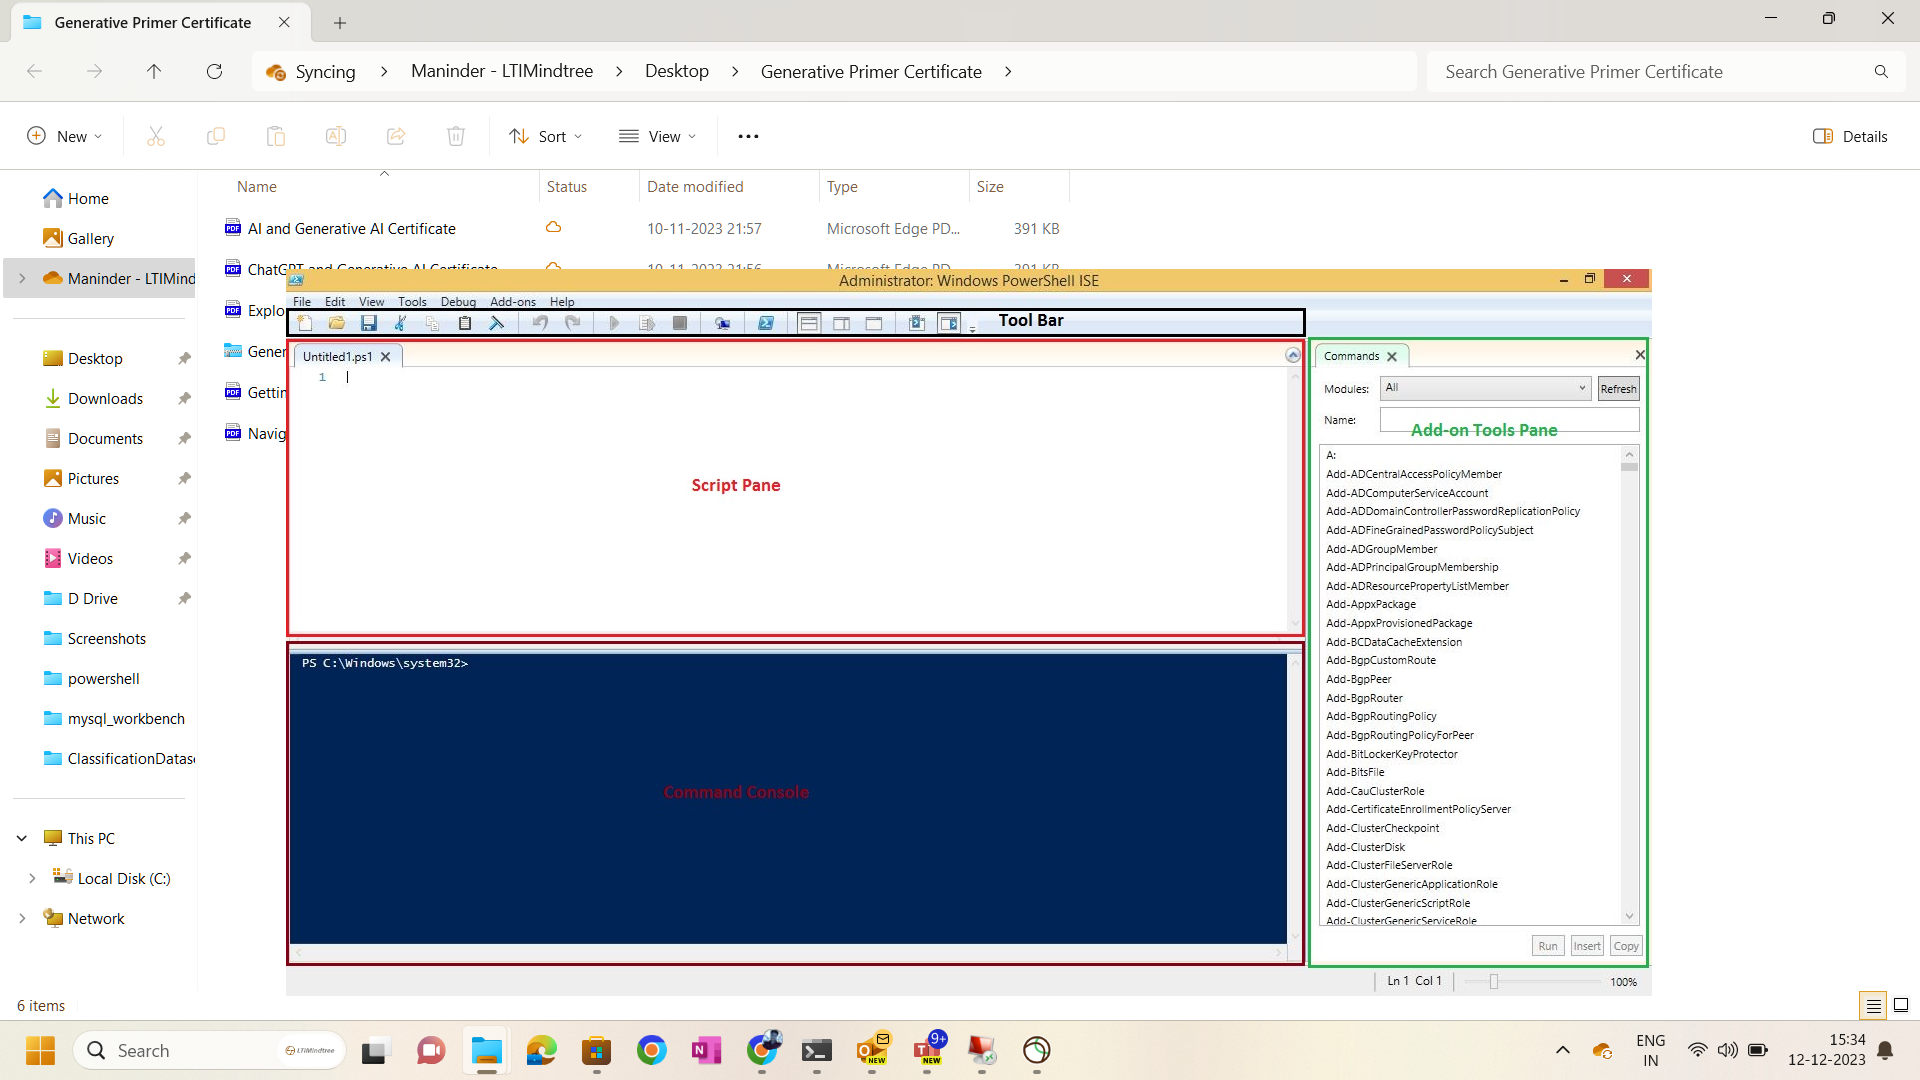 Generative Primer Certificate
Syncing > Maninder - LTIMindtree > Desktop > Generative Primer Certificate >
Search Generative Primer Certificate
New
Sort
View
Details
Name
Status
Date modified
Type
Size
AI and Generative AI Certificate
10-11-2023 21:57
Microsoft Edge PD...
391 KB
ChatGPT and Generative AI Certificate
10-11-2023 21:56
Microsoft Edge PD
391 KB
Explo
Gener
Gettin
Navig
Home
Gallery
Maninder - LTIMind
Desktop
Downloads
Documents
Pictures
Music
Videos
D Drive
Screenshots
powershell
mysql_workbench
ClassificationDatas
This PC
Local Disk (C:)
Network
6 items
Administrator: Windows PowerShell ISE
File Edit View Tools Debug Add-ons Help
Tool Bar
Untitled1.ps1
1
Script Pane
PS C:\Windows\system32>
Command Console
Commands
Modules: All
Refresh
Name:
Add-on Tools Pane
A:
Add-ADCentralAccessPolicyMember
Add-ADComputerServiceAccount
Add-ADDomainControllerPasswordReplicationPolicy
Add-ADFineGrainedPasswordPolicySubject
Add-ADGroupMember
Add-ADPrincipalGroupMembership
Add-ADResourcePropertyListMember
Add-AppxPackage
Add-AppxProvisionedPackage
Add-BCDataCacheExtension
Add-BgpCustomRoute
Add-BgpPeer
Add-BgpRouter
Add-BgpRoutingPolicy
Add-BgpRoutingPolicyForPeer
Add-BitLockerKeyProtector
Add-BitsFile
Add-CauClusterRole
Add-CertificateEnrollmentPolicyServer
Add-ClusterCheckpoint
Add-ClusterDisk
Add-ClusterFileServerRole
Add-ClusterGenericApplicationRole
Add-ClusterGenericScriptRole
Add-ClusterGenericServiceRole
Run Insert Copy
Ln 1 Col 1
100%
Search
LTIMindtree
NEW
9+
NEW
ENG
IN
15:34
12-12-2023